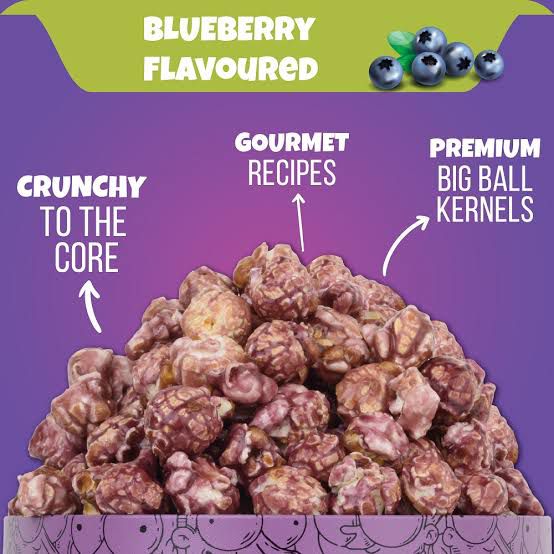 BLUEBERRY
FLAVOURED
GOURMET
RECIPES
PREMIUM
BIG BALL
KERNELS
CRUNCHY
TO THE
CORE